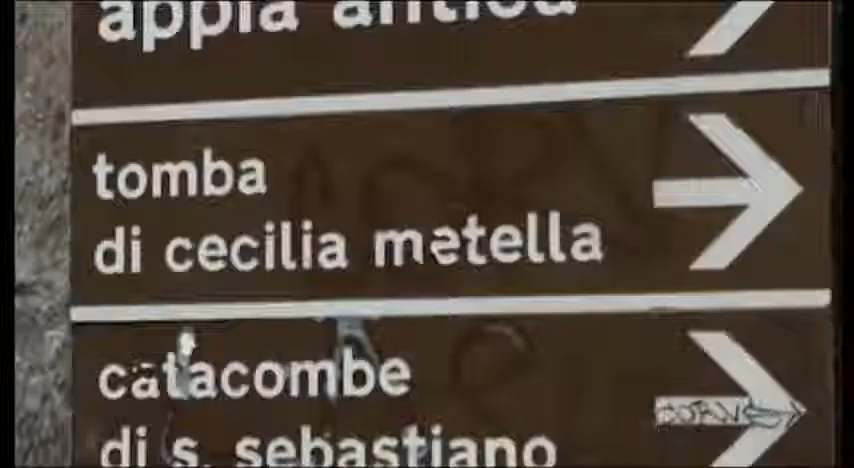 appia antica
tomba
di cecilia metella
catacombe
di s. sebastiano